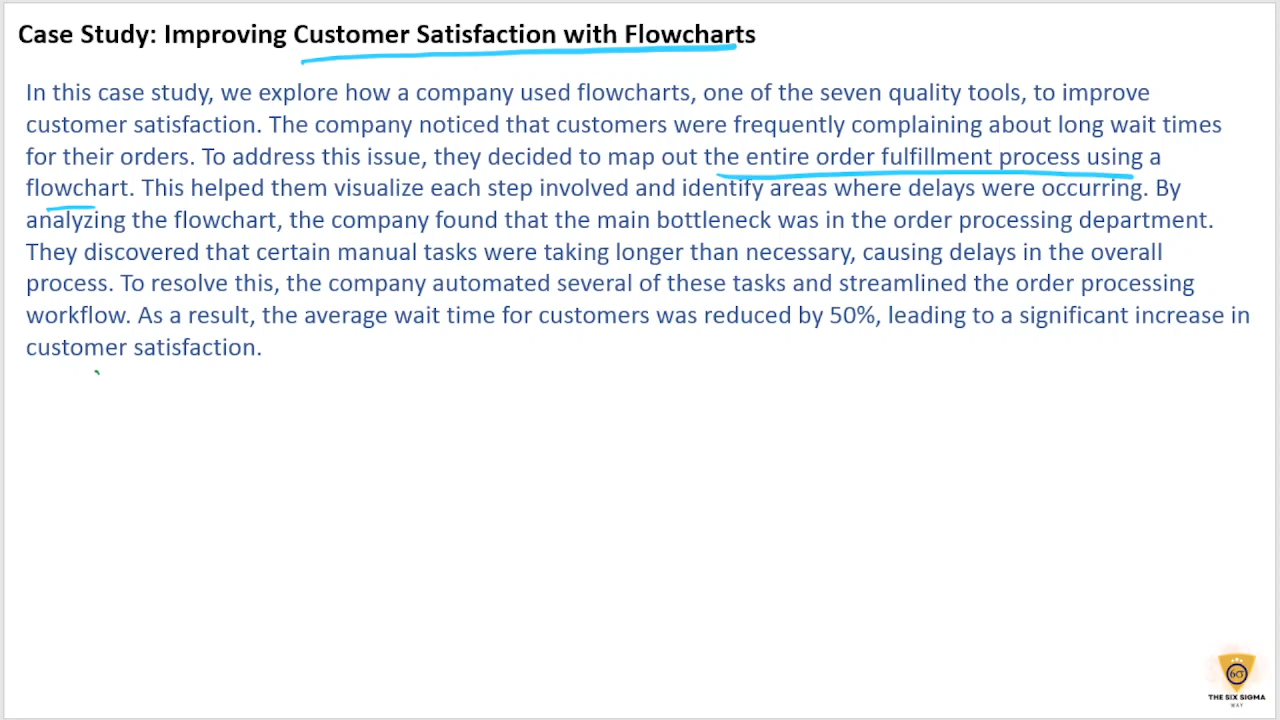 Case Study: Improving Customer Satisfaction with Flowcharts
In this case study, we explore how a company used flowcharts, one of the seven quality tools, to improve
customer satisfaction. The company noticed that customers were frequently complaining about long wait times
for their orders. To address this issue, they decided to map out the entire order fulfillment process using a
flowchart. This helped them visualize each step involved and identify areas where delays were occurring. By
analyzing the flowchart, the company found that the main bottleneck was in the order processing department.
They discovered that certain manual tasks were taking longer than necessary, causing delays in the overall
process. To resolve this, the company automated several of these tasks and streamlined the order processing
workflow. As a result, the average wait time for customers was reduced by 50%, leading to a significant increase in
customer satisfaction.
6σ
THE SIX SIGMA
WAY